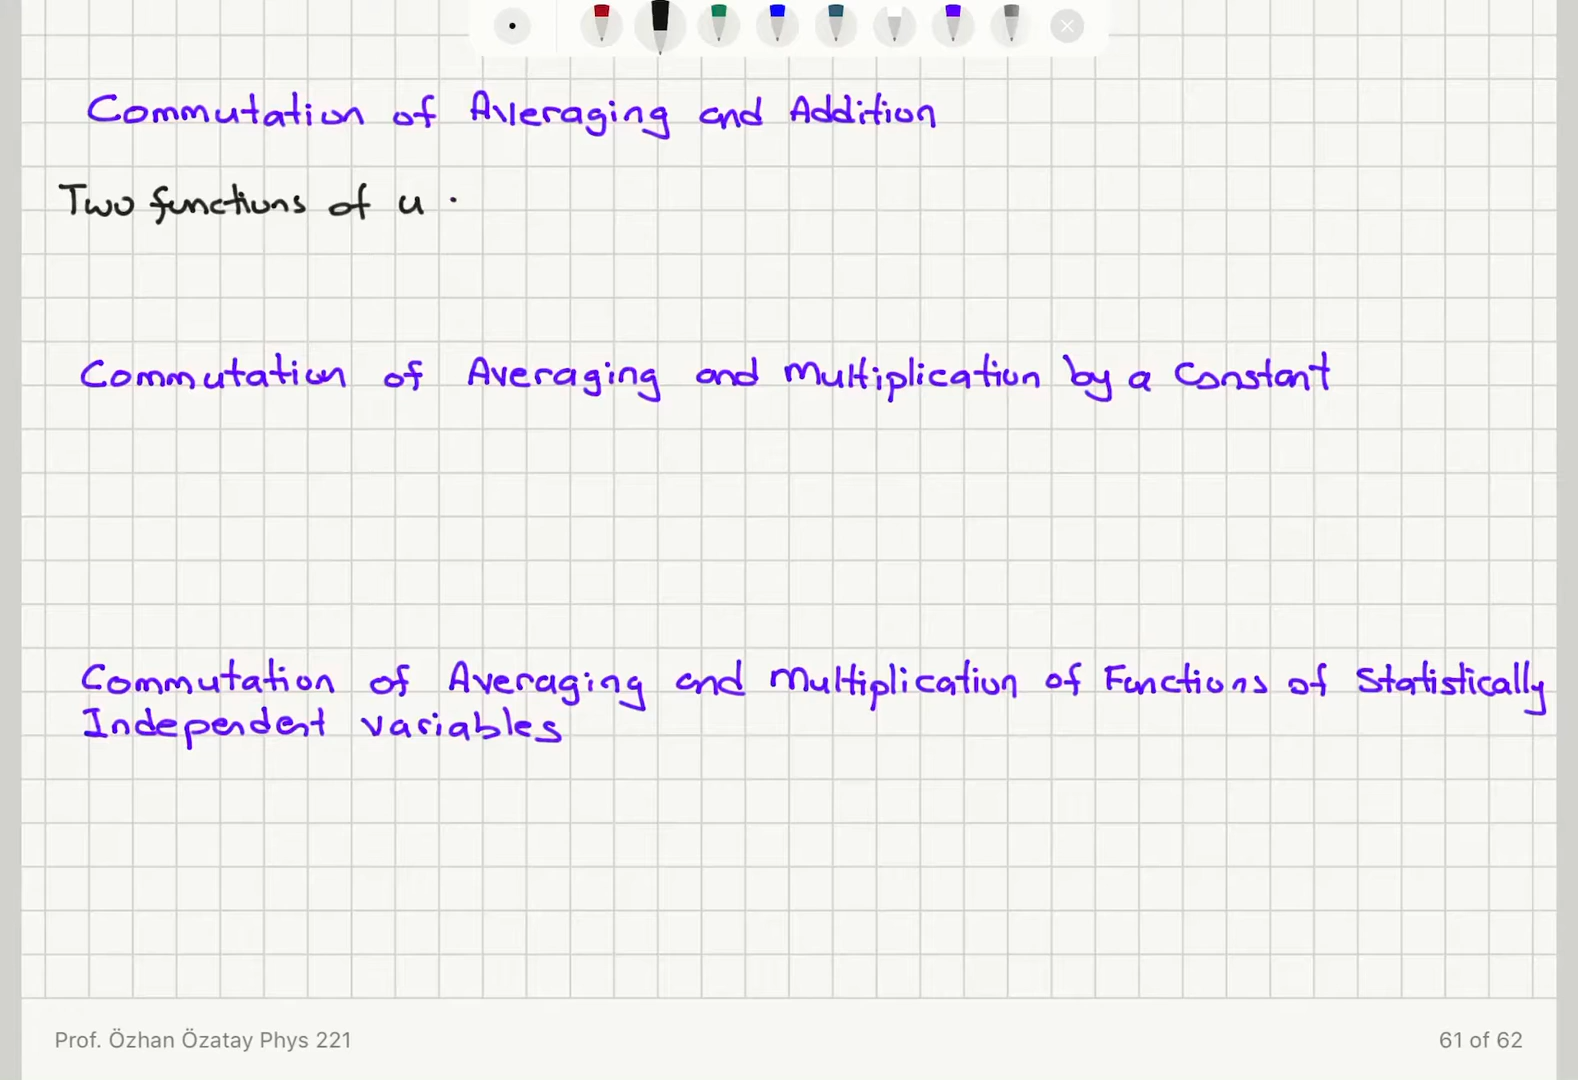 Commutation of Averaging and Addition
Two functions of u .
Commutation of Averaging and Multiplication by a Constant
Commutation of Averaging and Multiplication of Functions of Statistically
Independent variables
Prof. Özhan Özatay Phys 221
61 of 62